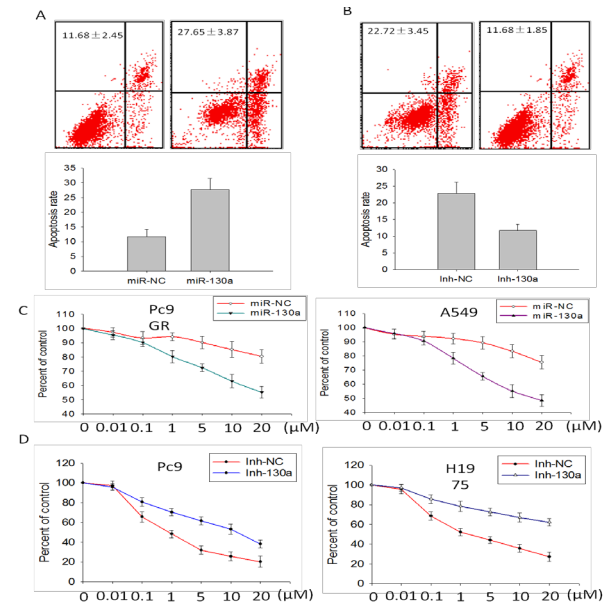 A
B
11.68±2.45
27.65±3.87
22.72±3.45
11.68±1.85
Apoptosis rate
35
30
25
20
15
10
5
0
miR-NC
miR-130a
Apoptosis rate
30
25
20
15
10
5
0
Inh-NC
Inh-130a
C
Pc9
GR
miR-NC
miR-130a
Percent of control
110
100
90
80
70
60
50
40
0 0.01 0.1 1 5 10 20 (μM)
A549
miR-NC
miR-130a
Percent of control
110
100
90
80
70
60
50
40
0 0.01 0.1 1 5 10 20 (μM)
D
Pc9
Inh-NC
Inh-130a
Percent of control
120
100
80
60
40
20
0
0 0.01 0.1 1 5 10 20 (μM)
H19
75
Inh-NC
Inh-130a
Percent of control
120
100
80
60
40
20
0
0 0.01 0.1 1 5 10 20 (μM)